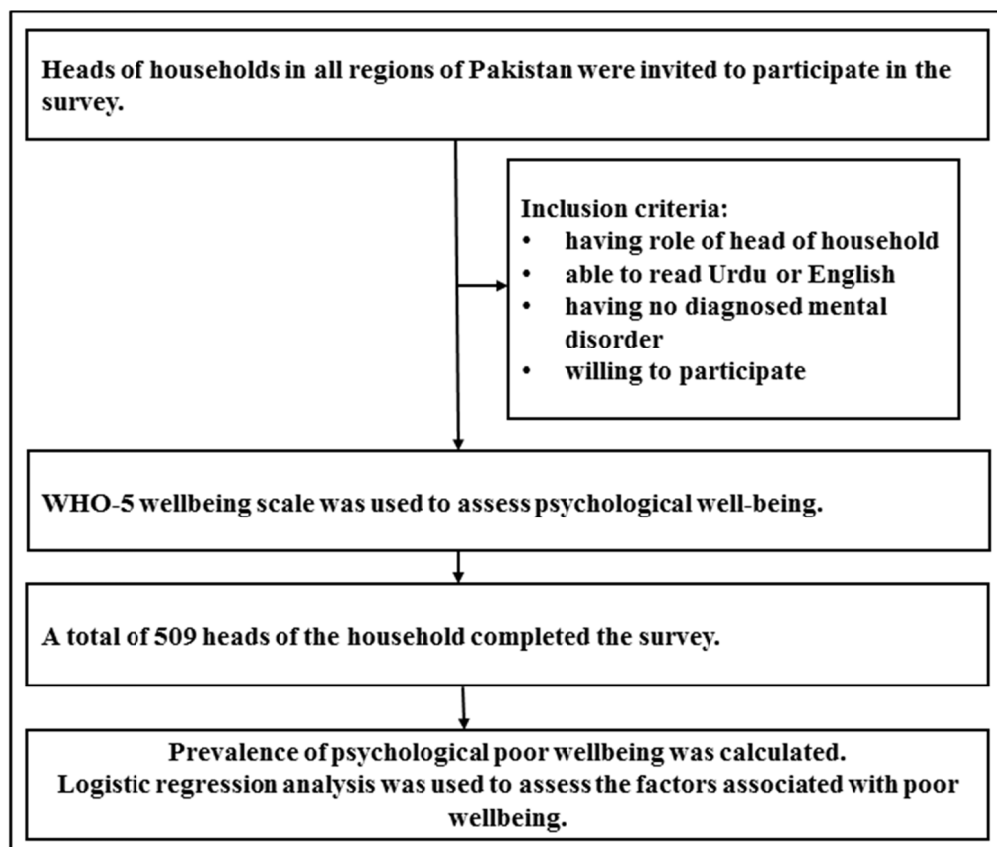 Heads of households in all regions of Pakistan were invited to participate in the
survey.
Inclusion criteria:
• having role of head of household
• able to read Urdu or English
• having no diagnosed mental
disorder
• willing to participate
WHO-5 wellbeing scale was used to assess psychological well-being.
A total of 509 heads of the household completed the survey.
Prevalence of psychological poor wellbeing was calculated.
Logistic regression analysis was used to assess the factors associated with poor
wellbeing.